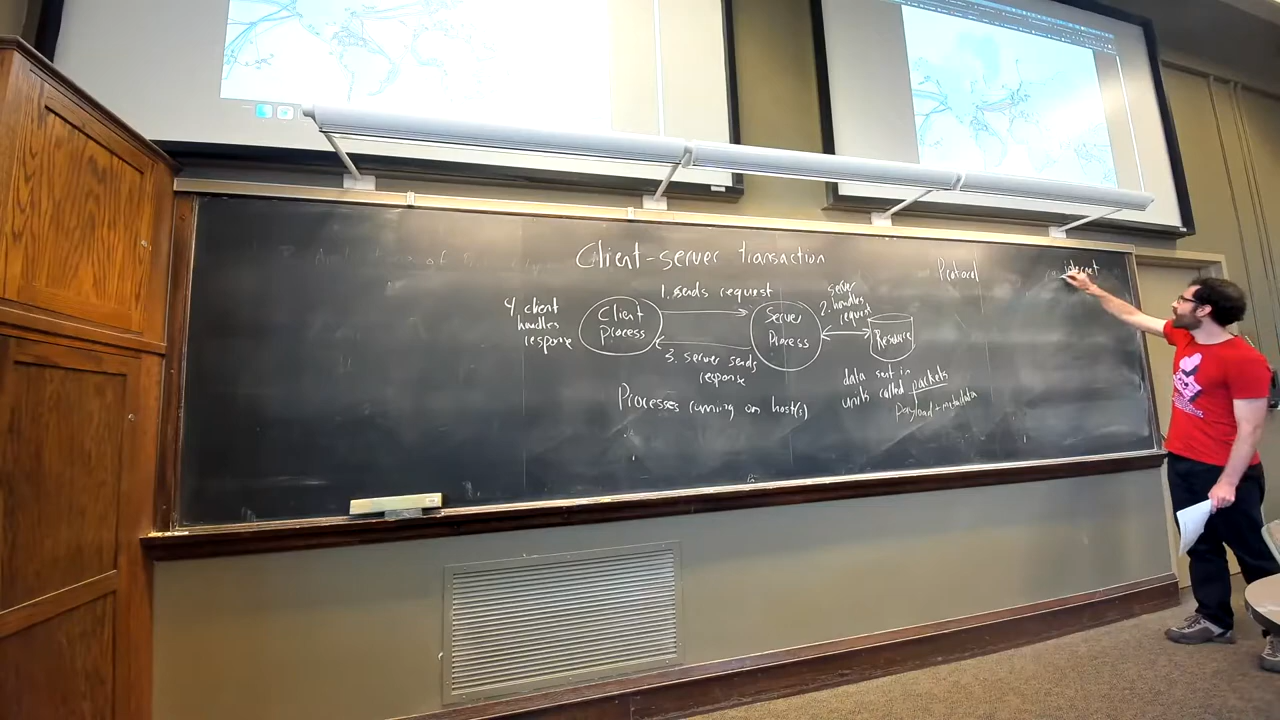 Client-server transaction
Protocol
internet
1. sends request
server
2. handles
request
4. client
handles
response
Client
Process
Server
Process
Resource
3. server sends
response
data sent in
units called packets
payload + metadata
Processes running on host(s)